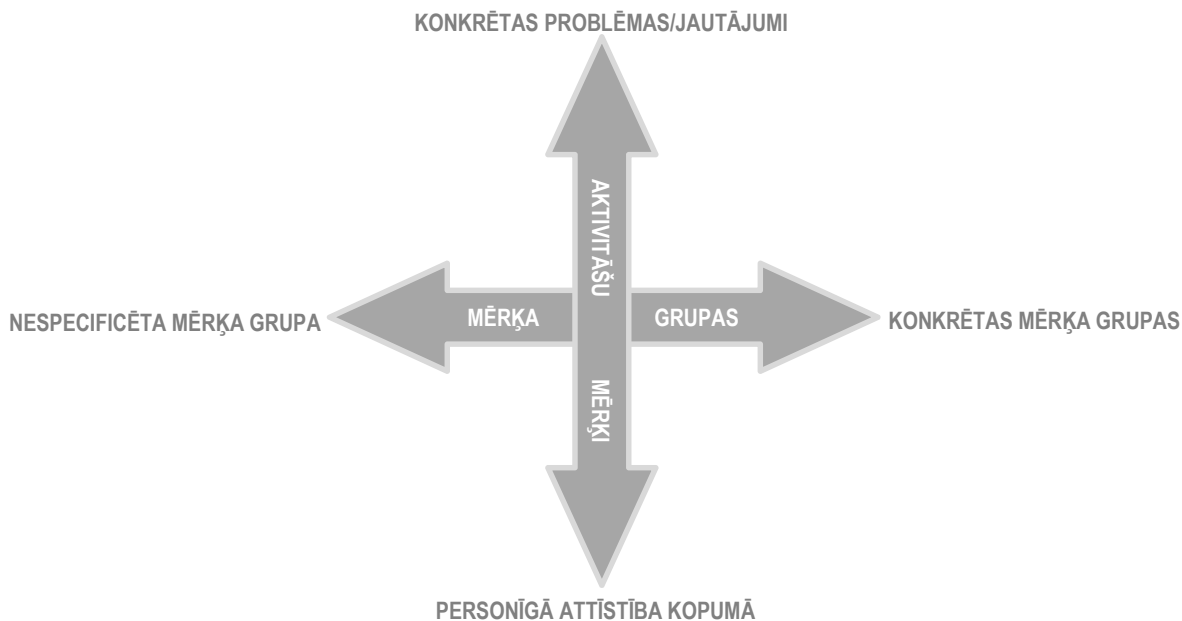 KONKRĒTAS PROBLĒMAS/JAUTĀJUMI
AKTIVITĀŠU
NESPECIFICĒTA MĒRĶA GRUPA
MĒRĶA
GRUPAS
KONKRĒTAS MĒRĶA GRUPAS
MĒRĶI
PERSONĪGĀ ATTĪSTĪBA KOPUMĀ